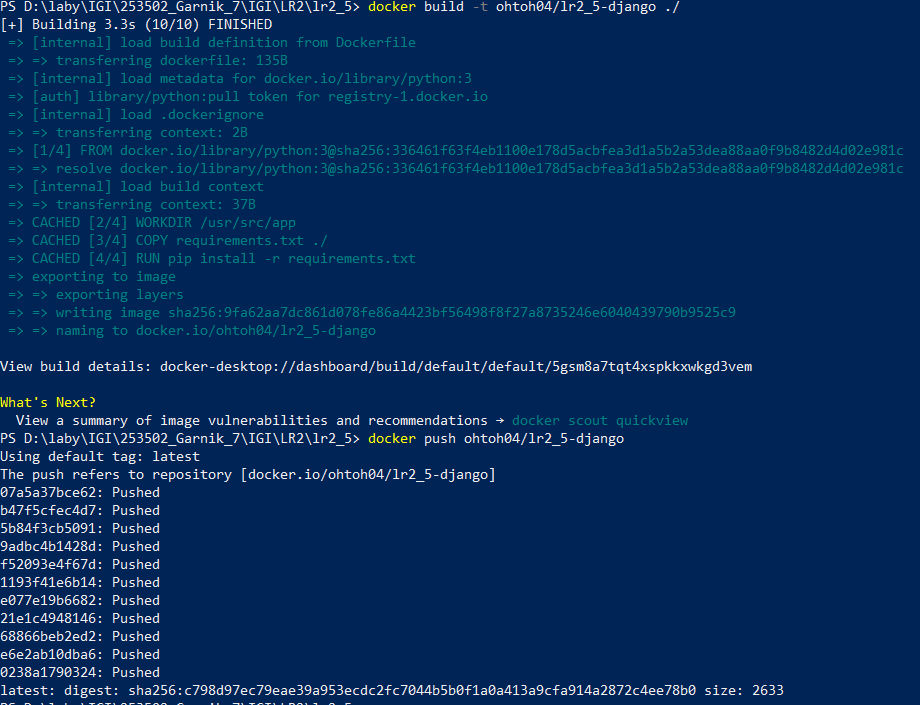 PS D:\laby\IGI\253502_Garnik_7\IGI\LR2\lr2_5> docker build -t ohtoh04/lr2_5-django ./
[+] Building 3.3s (10/10) FINISHED
=> [internal] load build definition from Dockerfile
=> => transferring dockerfile: 135B
=> [internal] load metadata for docker.io/library/python:3
=> [auth] library/python:pull token for registry-1.docker.io
=> [internal] load .dockerignore
=> => transferring context: 2B
=> [1/4] FROM docker.io/library/python:3@sha256:336461f63f4eb1100e178d5acbfea3d1a5b2a53dea88aa0f9b8482d4d02e981c
=> => resolve docker.io/library/python:3@sha256:336461f63f4eb1100e178d5acbfea3d1a5b2a53dea88aa0f9b8482d4d02e981c
=> [internal] load build context
=> => transferring context: 37B
=> CACHED [2/4] WORKDIR /usr/src/app
=> CACHED [3/4] COPY requirements.txt ./
=> CACHED [4/4] RUN pip install -r requirements.txt
=> exporting to image
=> => exporting layers
=> => writing image sha256:9fa62aa7dc861d078fe86a4423bf56498f8f27a8735246e6040439790b9525c9
=> => naming to docker.io/ohtoh04/lr2_5-django
View build details: docker-desktop://dashboard/build/default/default/5gsm8a7tqt4xspkkxwkgd3vem
What's Next?
View a summary of image vulnerabilities and recommendations → docker scout quickview
PS D:\laby\IGI\253502_Garnik_7\IGI\LR2\lr2_5> docker push ohtoh04/lr2_5-django
Using default tag: latest
The push refers to repository [docker.io/ohtoh04/lr2_5-django]
07a5a37bce62: Pushed
b47f5cfec4d7: Pushed
5b84f3cb5091: Pushed
9adbc4b1428d: Pushed
f52093e4f67d: Pushed
1193f41e6b14: Pushed
e077e19b6682: Pushed
21e1c4948146: Pushed
68866beb2ed2: Pushed
e6e2ab10dba6: Pushed
0238a1790324: Pushed
latest: digest: sha256:c798d97ec79eae39a953ecdc2fc7044b5b0f1a0a413a9cfa914a2872c4ee78b0 size: 2633